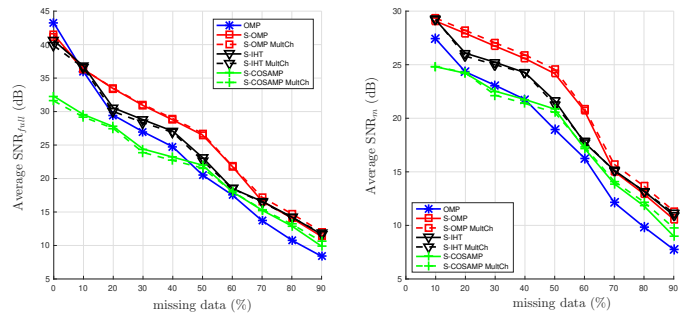 45
40
35
30
25
20
15
10
5
Average SNR_full (dB)
OMP
S-OMP
S-OMP MultCh
S-IHT
S-IHT MultCh
S-COSAMP
S-COSAMP MultCh
0 10 20 30 40 50 60 70 80 90
missing data (%)
30
25
20
15
10
5
Average SNR_m (dB)
OMP
S-OMP
S-OMP MultCh
S-IHT
S-IHT MultCh
S-COSAMP
S-COSAMP MultCh
0 10 20 30 40 50 60 70 80 90
missing data (%)